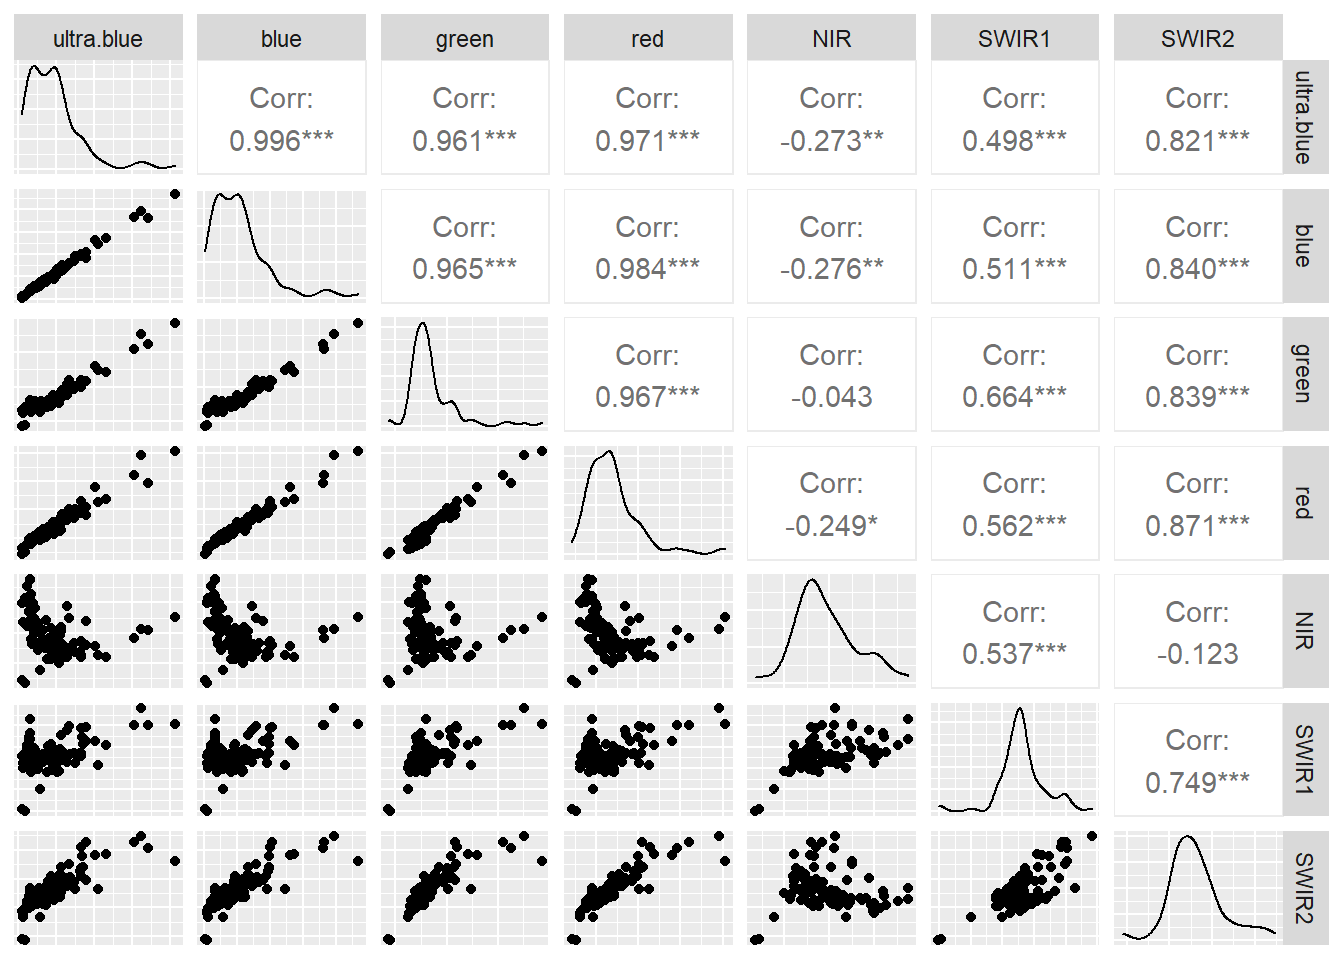 ultra.blue blue green red NIR SWIR1 SWIR2
Corr: Corr: Corr: Corr: Corr: Corr:
0.996*** 0.961*** 0.971*** -0.273** 0.498*** 0.821***
ultra.blue
Corr: Corr: Corr: Corr: Corr:
0.965*** 0.984*** -0.276** 0.511*** 0.840***
blue
Corr: Corr: Corr: Corr:
0.967*** -0.043 0.664*** 0.839***
green
Corr: Corr: Corr:
-0.249* 0.562*** 0.871***
red
Corr: Corr:
0.537*** -0.123
NIR
Corr:
0.749***
SWIR1
SWIR2